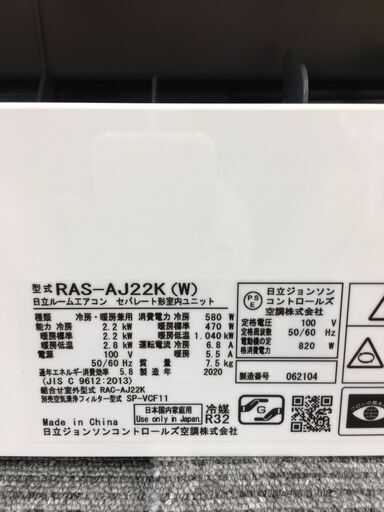 型式 RAS-AJ22K(W)
日立ルームエアコン セパレート形室内ユニット
種類 冷房・暖房兼用 消費電力 冷房 580 W
能力 冷房 2.2 kW 暖房標準 470 W
暖房標準 2.2 kW 暖房低温 1.040 kW
暖房低温 2.8 kW 運転電流 冷房 6.8 A
電源 100 V 暖房 5.5 A
50/60 Hz 質量 7.5 kg
通年エネルギー消費効率 5.8 2020
(JIS C 9612:2013)
組合せ室外型式 RAC-AJ22K
別売空気清浄フィルター型式 SP-VCF11
日本国内家庭用
Use only in Japan
冷媒
R32
Made in China
日立ジョンソンコントロールズ空調株式会社
PS
E
日立ジョンソン
コントロールズ
空調株式会社
定格電圧 100 V
定格周波数 50/60 Hz
電動機の定格消費電力 820 W
製造番号 062104
G